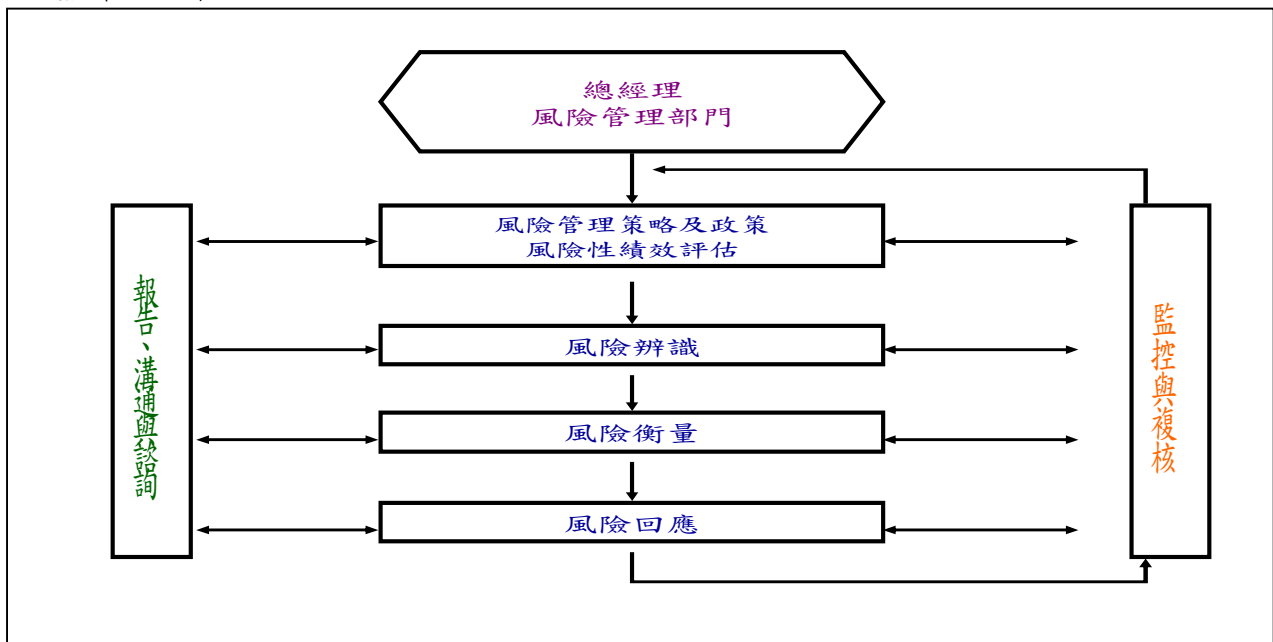 總經理
風險管理部門
風險管理策略及政策
風險性績效評估
報告、溝通與諮詢
風險辨識
監控與複核
風險衡量
風險回應